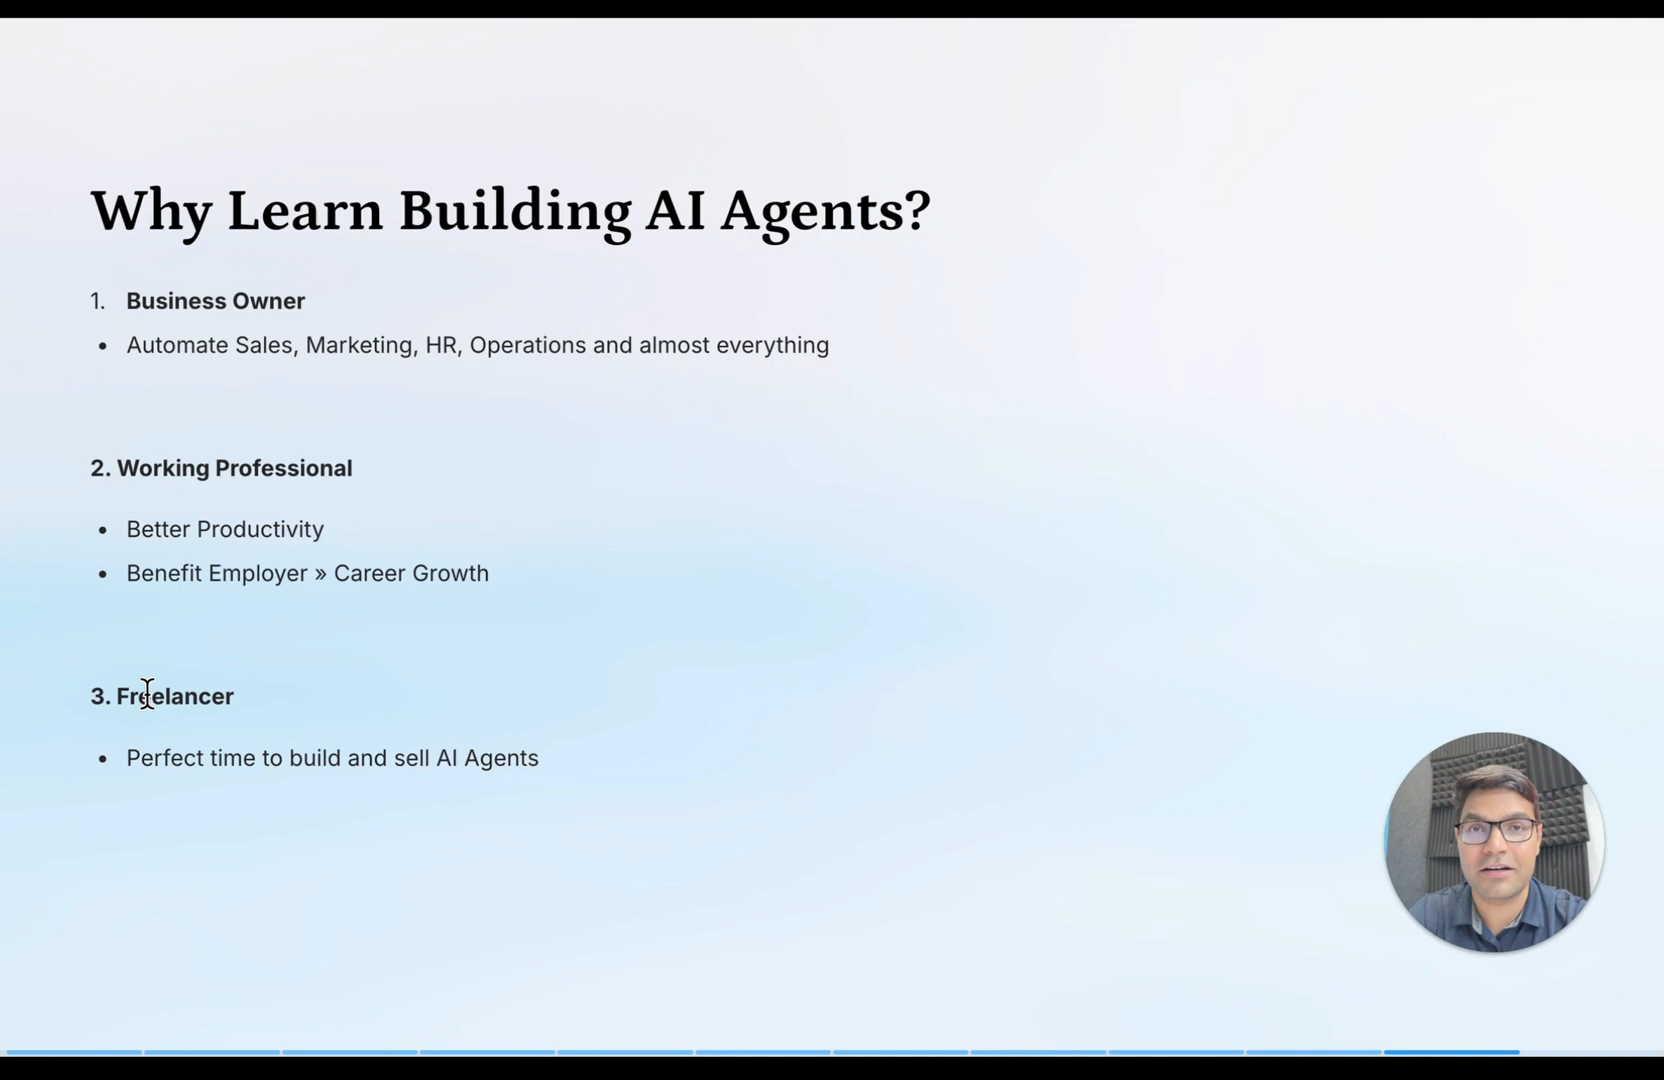 Why Learn Building AI Agents?
1. Business Owner
• Automate Sales, Marketing, HR, Operations and almost everything
2. Working Professional
• Better Productivity
• Benefit Employer » Career Growth
3. Freelancer
• Perfect time to build and sell AI Agents